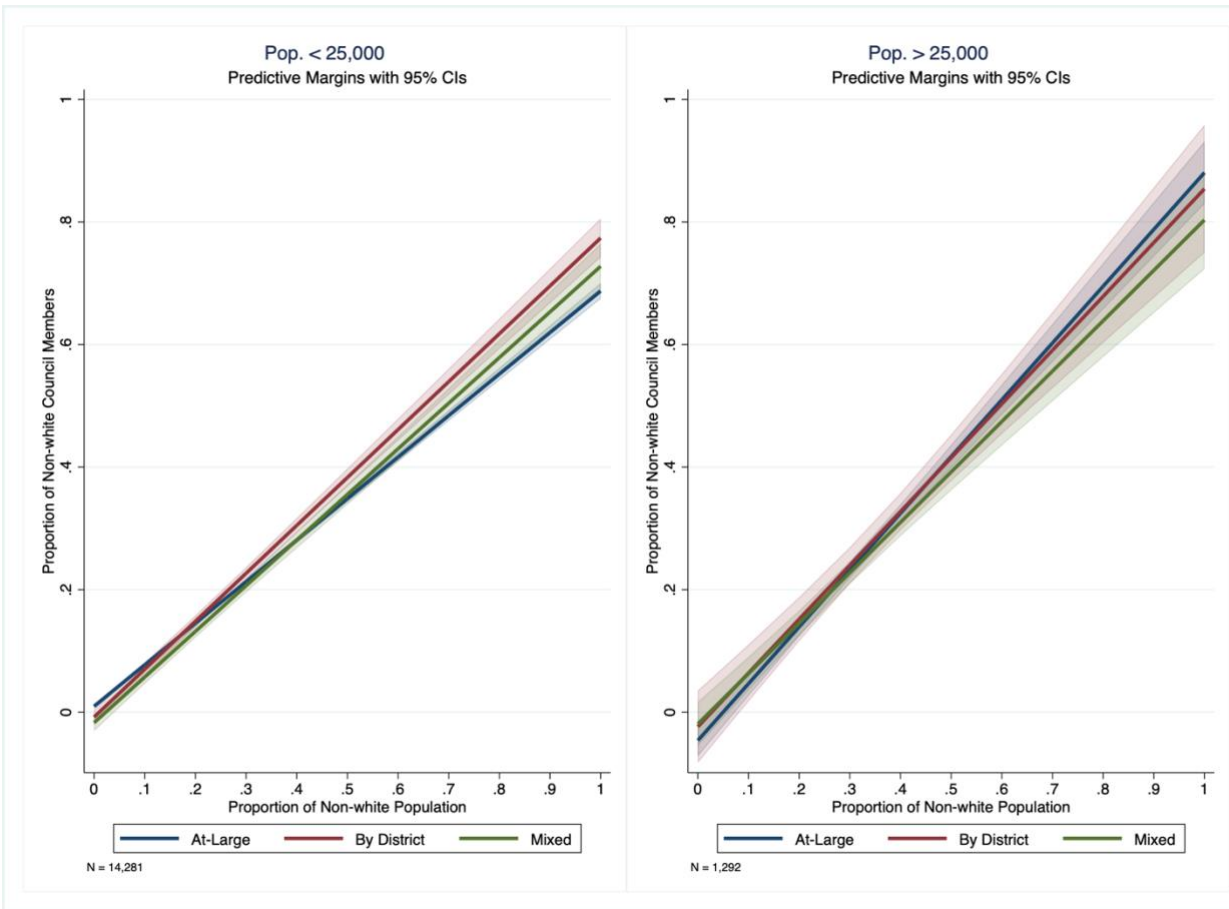 Pop. < 25,000
Predictive Margins with 95% CIs
Proportion of Non-white Council Members
1
.8
.6
.4
.2
0
0 .1 .2 .3 .4 .5 .6 .7 .8 .9 1
Proportion of Non-white Population
At-Large By District Mixed
N = 14,281
Pop. > 25,000
Predictive Margins with 95% CIs
Proportion of Non-white Council Members
1
.8
.6
.4
.2
0
0 .1 .2 .3 .4 .5 .6 .7 .8 .9 1
Proportion of Non-white Population
At-Large By District Mixed
N = 1,292